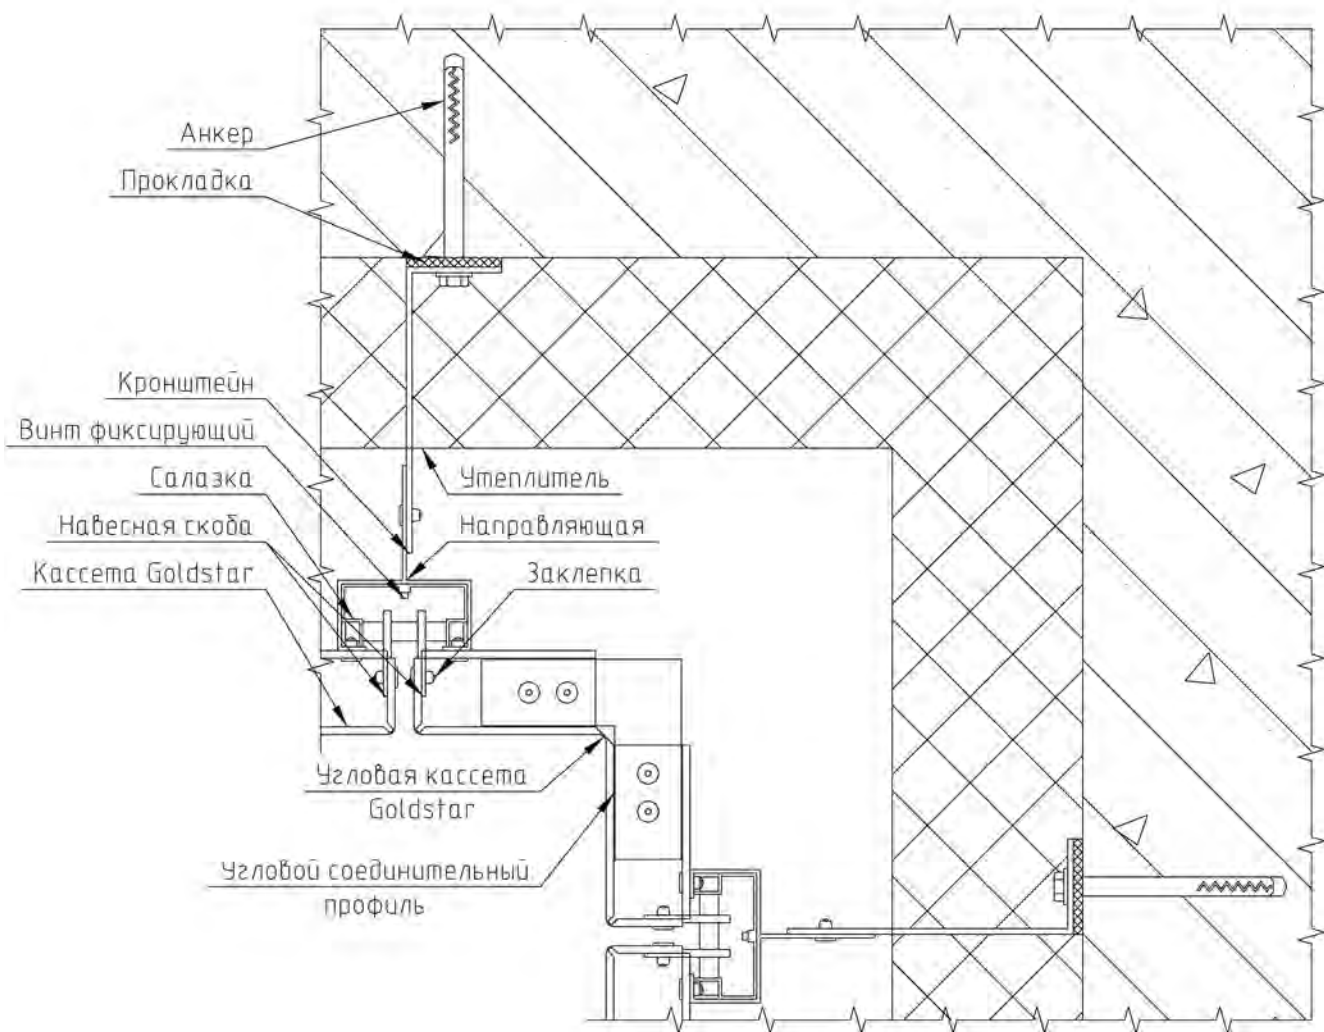 Анкер
Прокладка
Кронштейн
Винт фиксирующий
Салазка
Утеплитель
Навесная скоба
Направляющая
Кассета Goldstar
Заклепка
Угловая кассета
Goldstar
Угловой соединительный
профиль